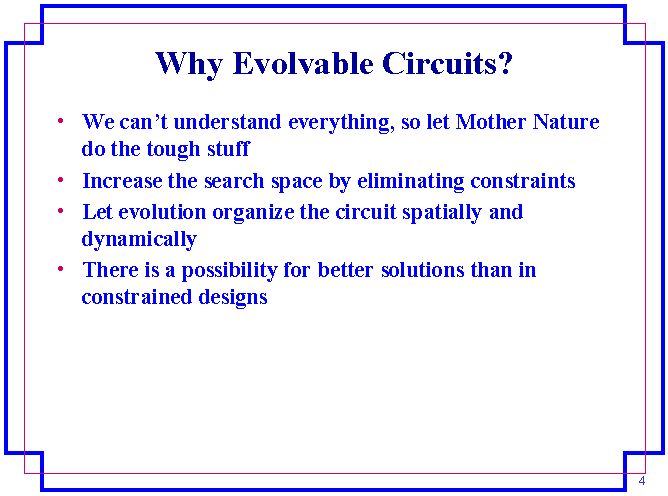 Why Evolvable Circuits?
• We can’t understand everything, so let Mother Nature
do the tough stuff
• Increase the search space by eliminating constraints
• Let evolution organize the circuit spatially and
dynamically
• There is a possibility for better solutions than in
constrained designs
4